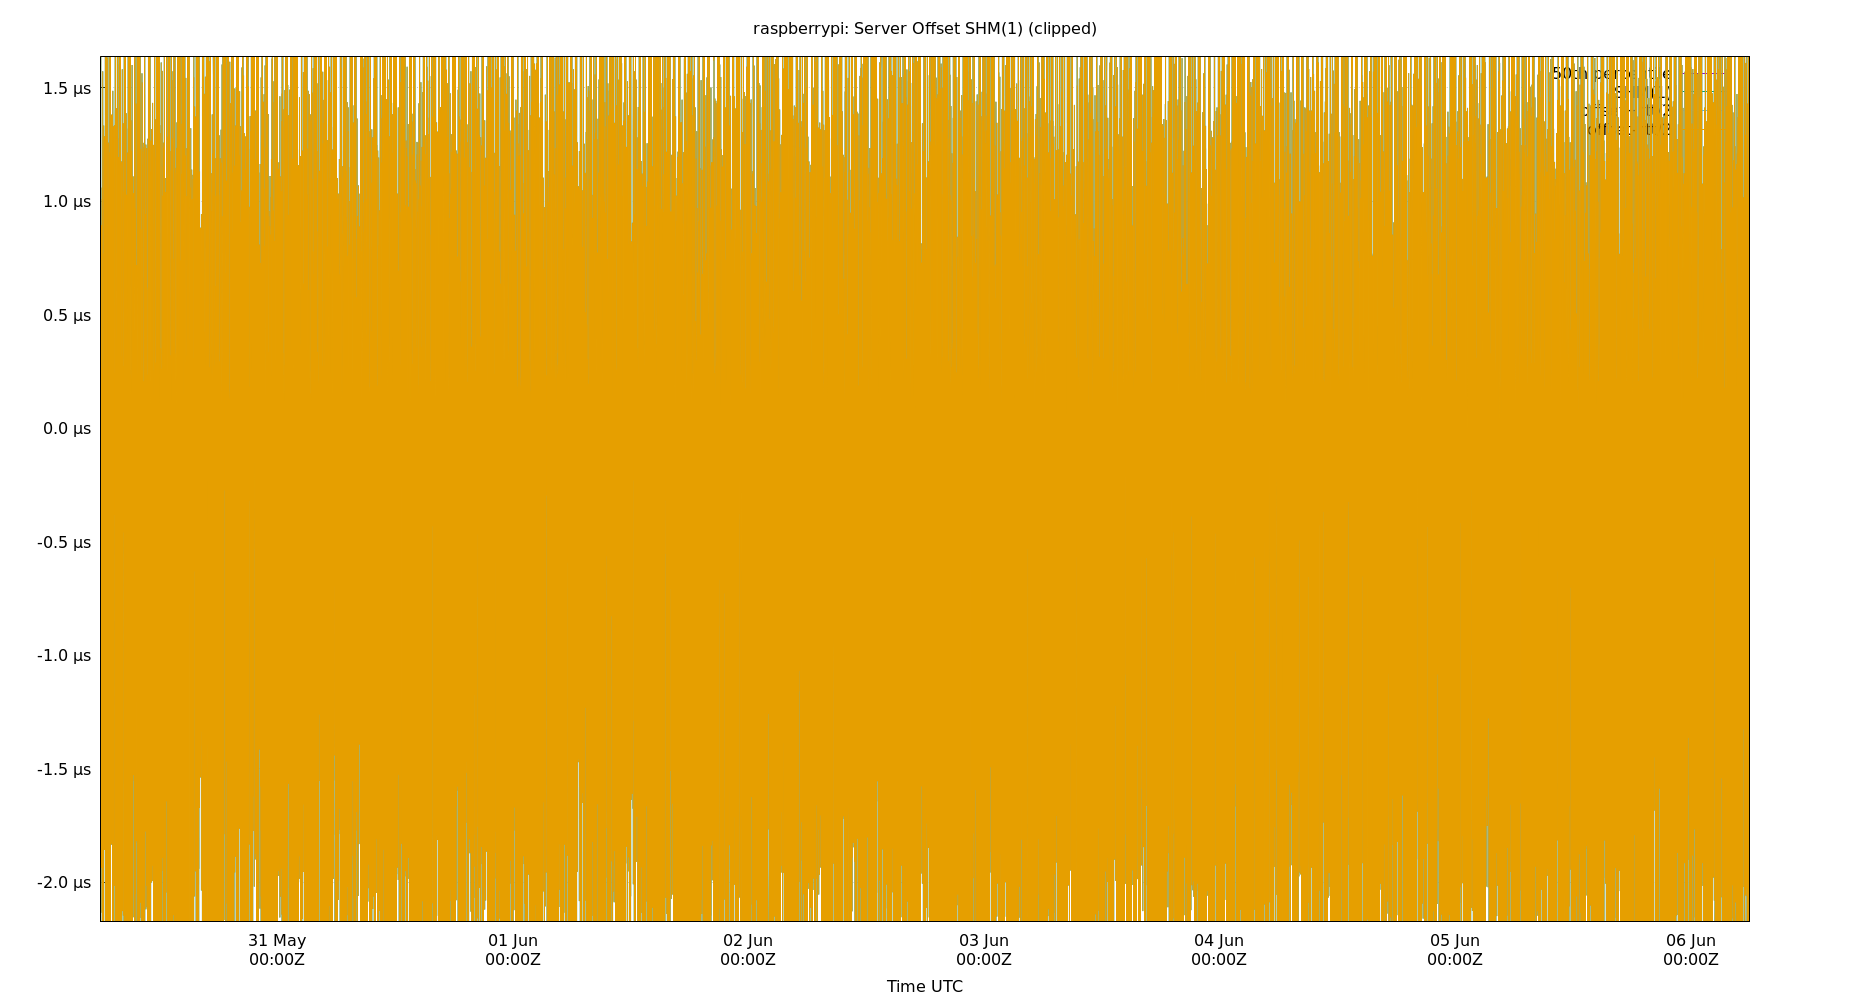 raspberrypi: Server Offset SHM(1) (clipped)
1.5 µs
1.0 µs
0.5 µs
0.0 µs
-0.5 µs
-1.0 µs
-1.5 µs
-2.0 µs
50th percentile
31 May 01 Jun 02 Jun 03 Jun 04 Jun 05 Jun 06 Jun
00:00Z 00:00Z 00:00Z 00:00Z 00:00Z 00:00Z 00:00Z
Time UTC